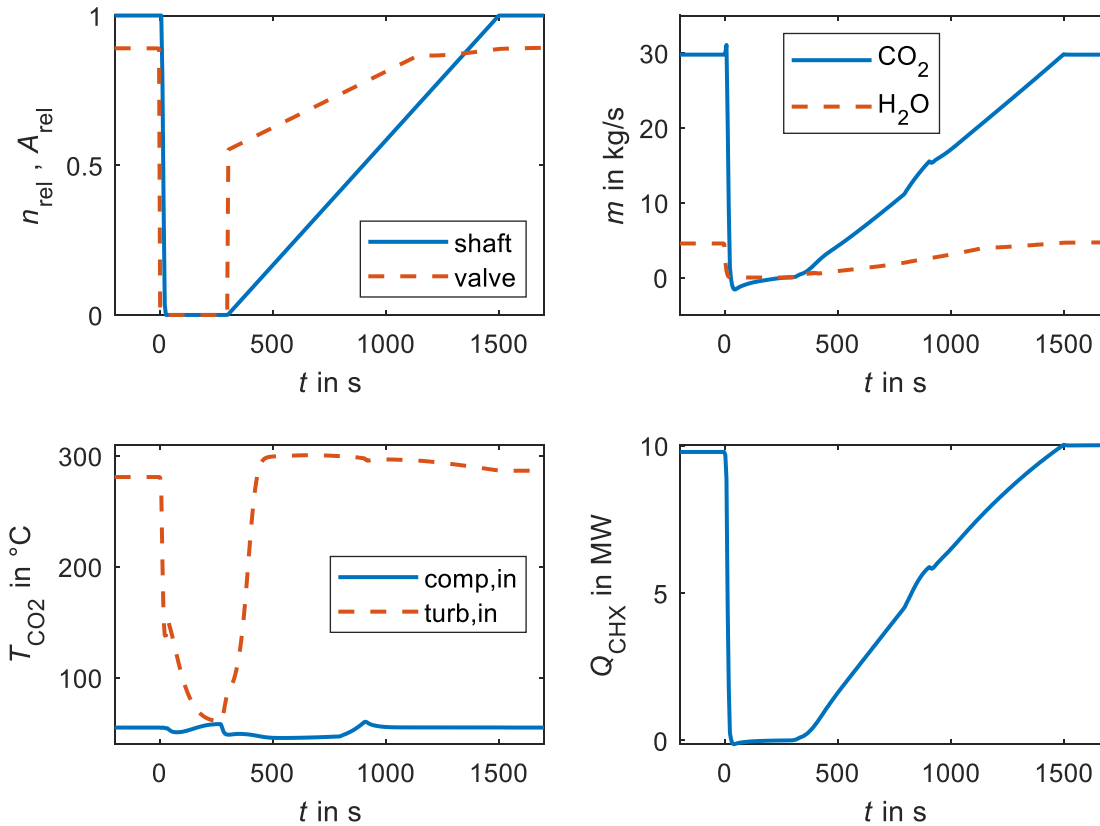 1
0.5
0
n_rel , A_rel
shaft
valve
0 500 1000 1500
t in s
30
20
10
0
m in kg/s
CO_2
H_2O
0 500 1000 1500
t in s
300
200
100
T_CO2 in °C
comp,in
turb,in
0 500 1000 1500
t in s
10
5
0
Q_CHX in MW
0 500 1000 1500
t in s